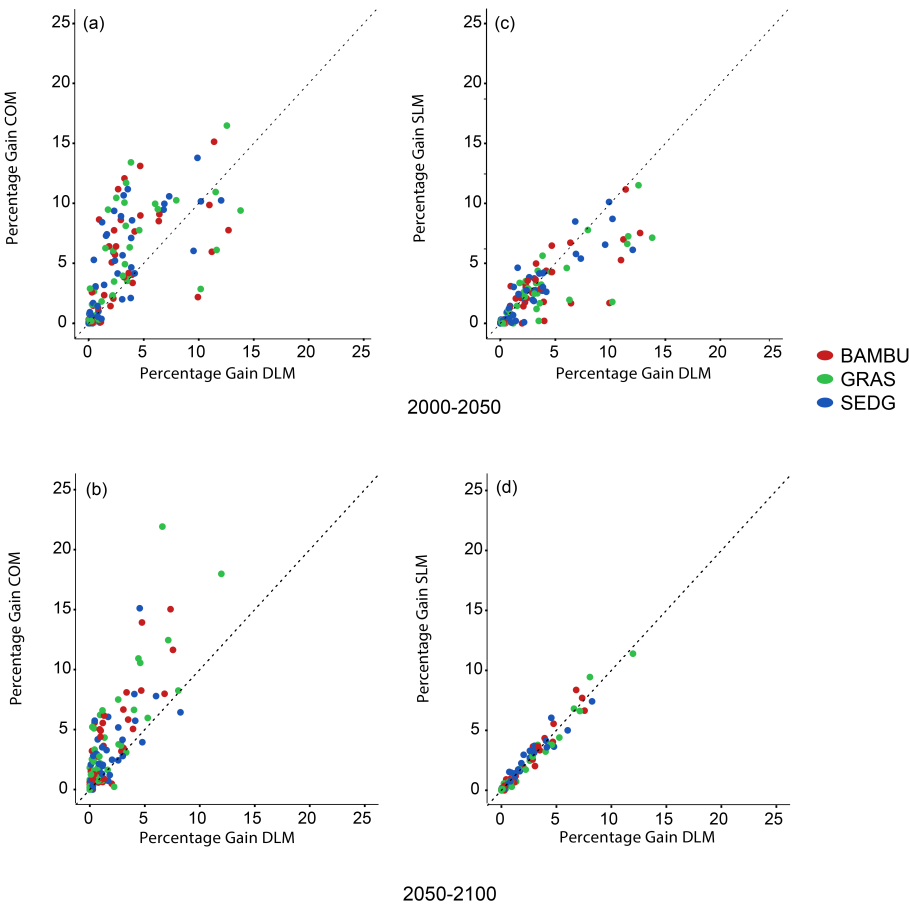 (a)
25
20
15
10
5
0
Percentage Gain COM
0 5 10 15 20 25
Percentage Gain DLM
(c)
25
20
15
10
5
0
Percentage Gain SLM
0 5 10 15 20 25
Percentage Gain DLM
BAMBU
GRAS
SEDG
2000-2050
(b)
25
20
15
10
5
0
Percentage Gain COM
0 5 10 15 20 25
Percentage Gain DLM
(d)
25
20
15
10
5
0
Percentage Gain SLM
0 5 10 15 20 25
Percentage Gain DLM
2050-2100